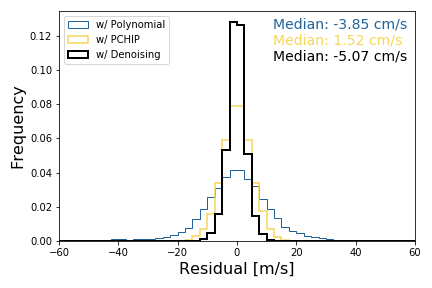 w/ Polynomial
w/ PCHIP
w/ Denoising
Median: -3.85 cm/s
Median: 1.52 cm/s
Median: -5.07 cm/s
Frequency
0.12
0.10
0.08
0.06
0.04
0.02
0.00
−60 −40 −20 0 20 40 60
Residual [m/s]